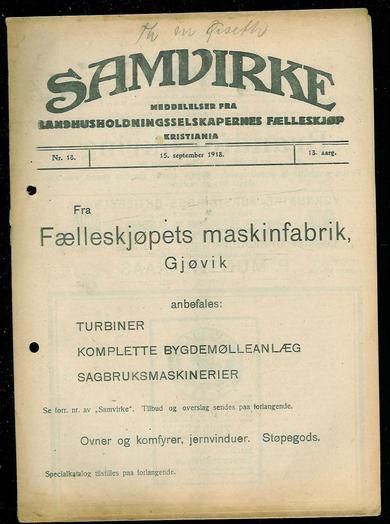 SAMVIRKE
MEDDELELSER FRA
LANDHUSHOLDNINGSSELSKAPERNES FÆLLESKJØP
KRISTIANIA
Nr. 18. 15. september 1918. 13. aarg.
Fra
Fælleskjøpets maskinfabrik,
Gjøvik
anbefales:
TURBINER
KOMPLETTE BYGDEMØLLEANLÆG
SAGBRUKSMASKINERIER
Se forr. nr. av „Samvirke". Tilbud og overslag sendes paa forlangende.
Ovner og komfyrer, jernvinduer. Støpegods.
Specialkatalog tilstilles paa forlangende.